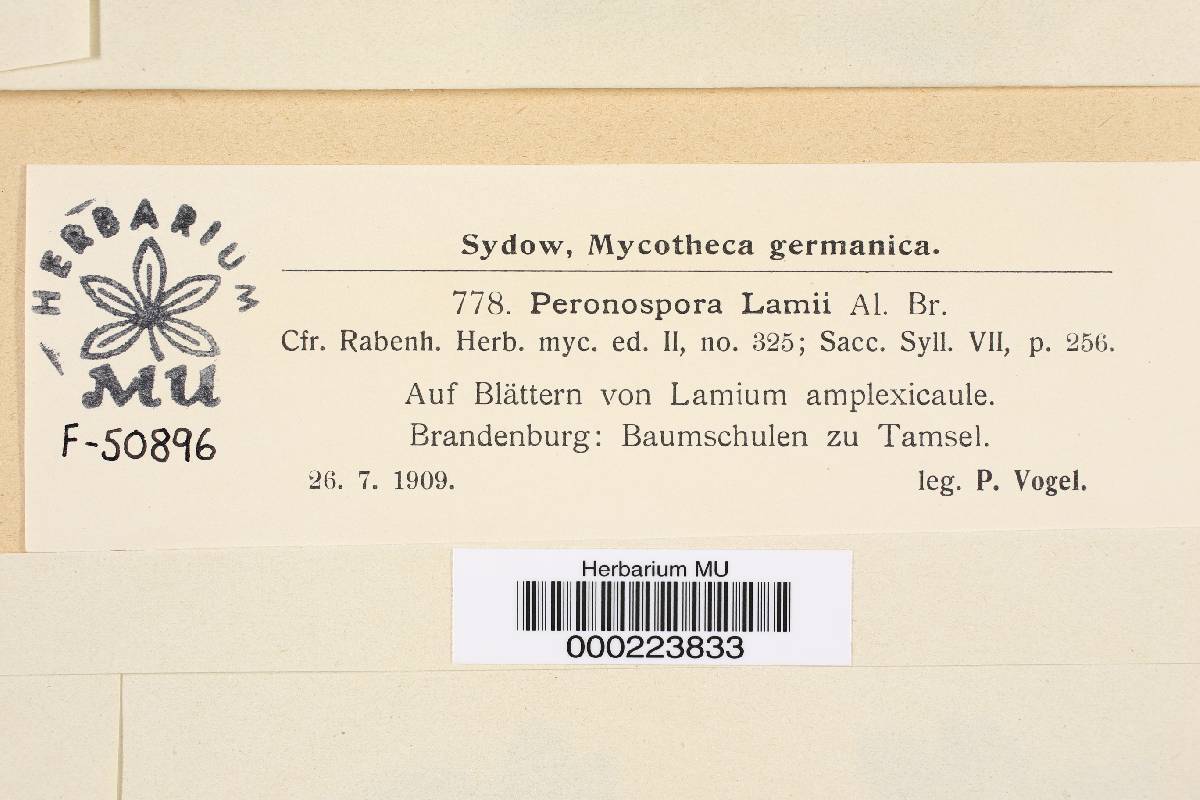 HERBARIUM
MU
F-50896
Sydow, Mycotheca germanica.
778. Peronospora Lamii Al. Br.
Cfr. Rabenh. Herb. myc. ed. II, no. 325; Sacc. Syll. VII, p. 256.
Auf Blättern von Lamium amplexicaule.
Brandenburg: Baumschulen zu Tamsel.
26. 7. 1909. leg. P. Vogel.
Herbarium MU
000223833